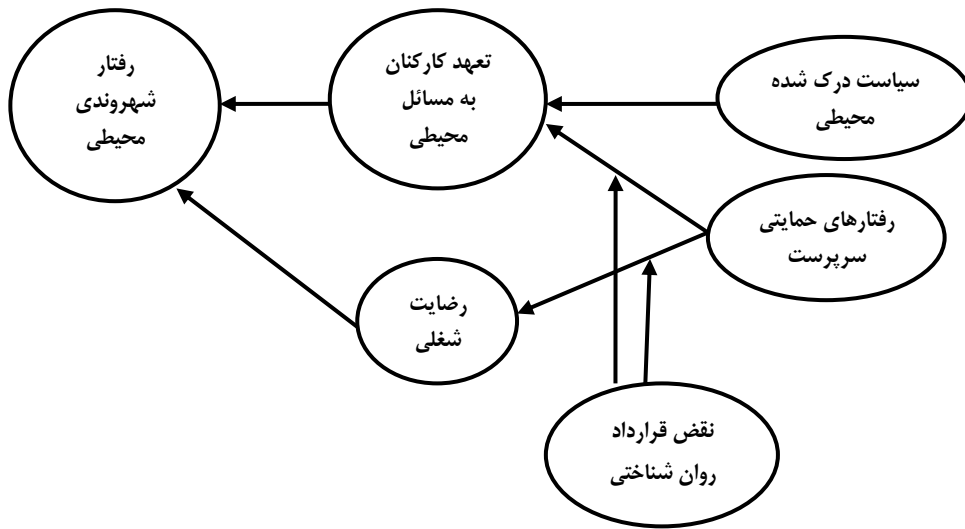 سیاست درک شده
محیطی
تعهد کارکنان
به مسائل
محیطی
رفتار
شهروندی
محیطی
رفتارهای حمایتی
سرپرست
رضایت
شغلی
نقض قرارداد
روان شناختی